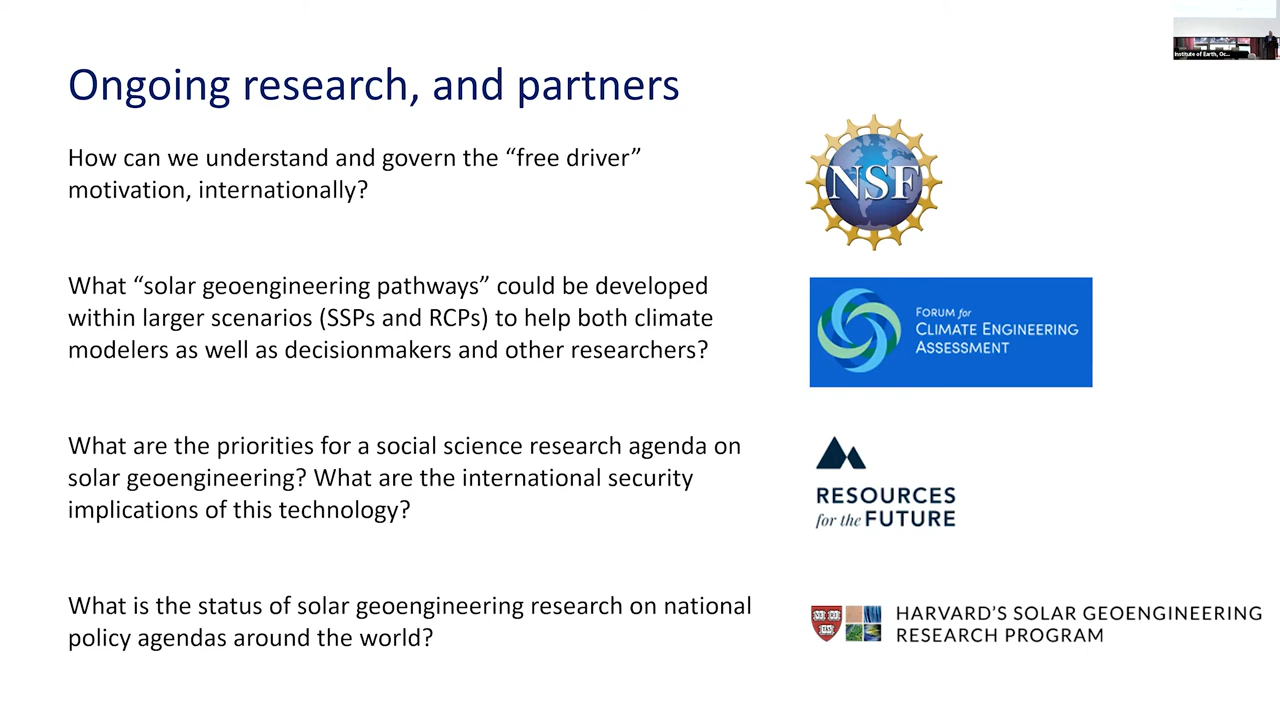 Institute of Earth, Oc...
Ongoing research, and partners
How can we understand and govern the “free driver”
motivation, internationally?
NSF
What “solar geoengineering pathways” could be developed
within larger scenarios (SSPs and RCPs) to help both climate
modelers as well as decisionmakers and other researchers?
FORUM for
CLIMATE ENGINEERING
ASSESSMENT
What are the priorities for a social science research agenda on
solar geoengineering? What are the international security
implications of this technology?
RESOURCES
for the FUTURE
What is the status of solar geoengineering research on national
policy agendas around the world?
HARVARD'S SOLAR GEOENGINEERING
RESEARCH PROGRAM